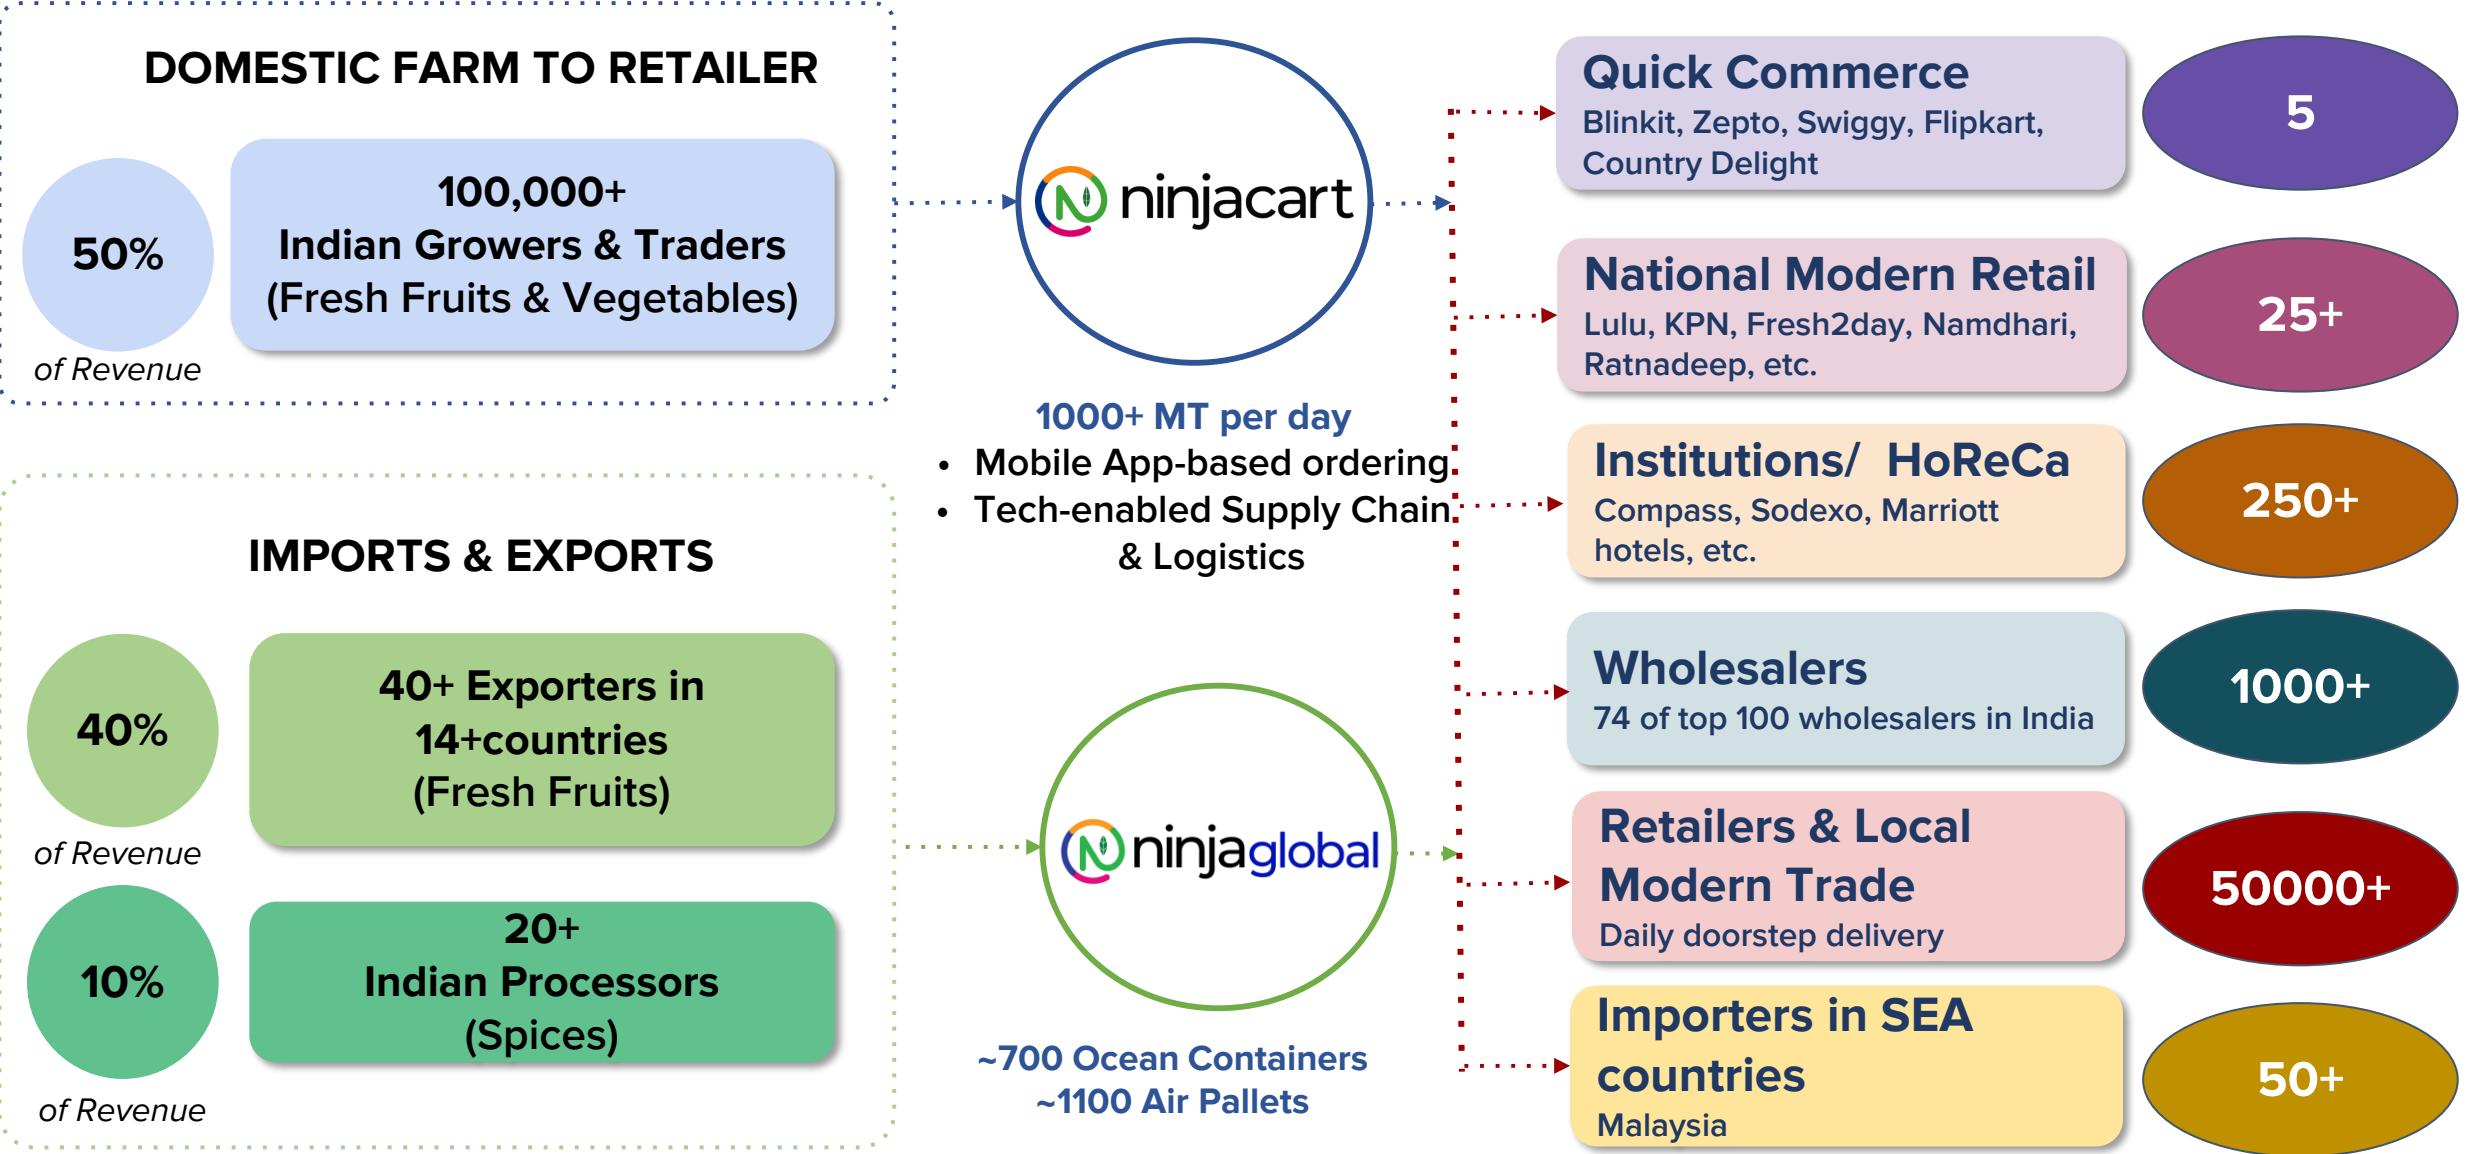 DOMESTIC FARM TO RETAILER
50%
of Revenue
100,000+
Indian Growers & Traders
(Fresh Fruits & Vegetables)
IMPORTS & EXPORTS
40%
of Revenue
40+ Exporters in
14+countries
(Fresh Fruits)
10%
of Revenue
20+
Indian Processors
(Spices)
ninjacart
1000+ MT per day
• Mobile App-based ordering
• Tech-enabled Supply Chain
& Logistics
ninjaglobal
~700 Ocean Containers
~1100 Air Pallets
Quick Commerce
Blinkit, Zepto, Swiggy, Flipkart,
Country Delight
5
National Modern Retail
Lulu, KPN, Fresh2day, Namdhari,
Ratnadeep, etc.
25+
Institutions/ HoReCa
Compass, Sodexo, Marriott
hotels, etc.
250+
Wholesalers
74 of top 100 wholesalers in India
1000+
Retailers & Local
Modern Trade
Daily doorstep delivery
50000+
Importers in SEA
countries
Malaysia
50+